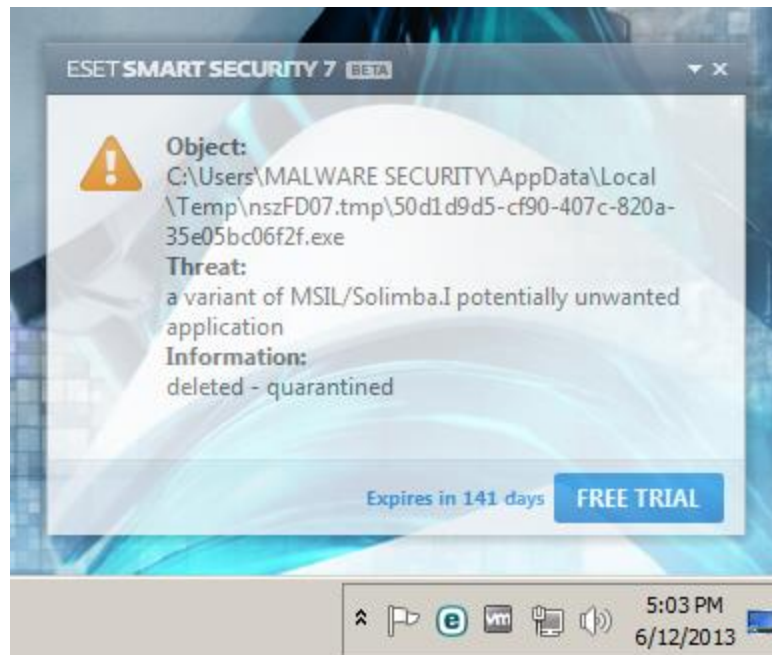 ESET SMART SECURITY 7 BETA
Object:
C:\Users\MALWARE SECURITY\AppData\Local
\Temp\nszFD07.tmp\50d1d9d5-cf90-407c-820a-
35e05bc06f2f.exe
Threat:
a variant of MSIL/Solimba.I potentially unwanted
application
Information:
deleted - quarantined
Expires in 141 days FREE TRIAL
e vm 5:03 PM
6/12/2013